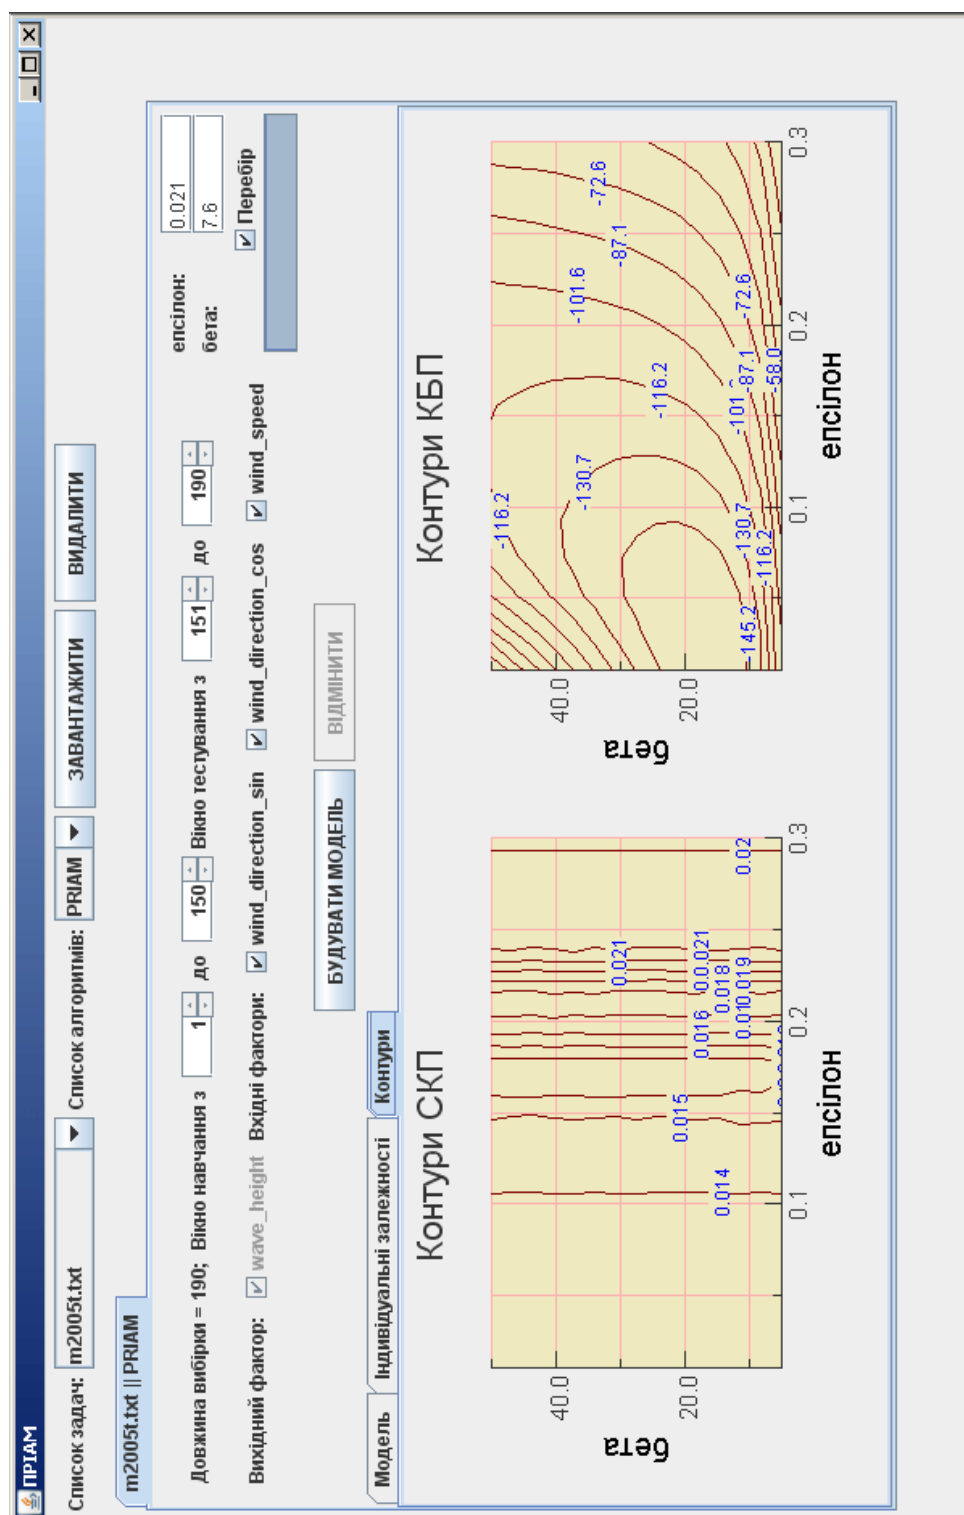 ПРІАМ
Список задач: m2005t.txt Список алгоритмів: PRIAM ЗАВАНТАЖИТИ ВИДАЛИТИ
m2005t.txt || PRIAM
Довжина вибірки = 190; Вікно навчання з 1 до 150 Вікно тестування з 151 до 190
епсілон: 0.021
бета: 7.6
Вихідний фактор: wave_height Вхідні фактори: wind_direction_sin wind_direction_cos wind_speed
Перебір
БУДУВАТИ МОДЕЛЬ ВІДМІНИТИ
Модель Індивідуальні залежності Контури
Контури СКП
40.0
20.0
бета
0.021
0.021
0.018
0.019
0.016
0.015
0.014
0.02
0.1 0.2 0.3
епсілон
Контури КБП
40.0
20.0
бета
-116.2
-130.7
-101.6
-87.1
-72.6
-116.2
-145.2
-130.7
-116.2
-101
-87.1
-72.6
-58.0
0.1 0.2 0.3
епсілон